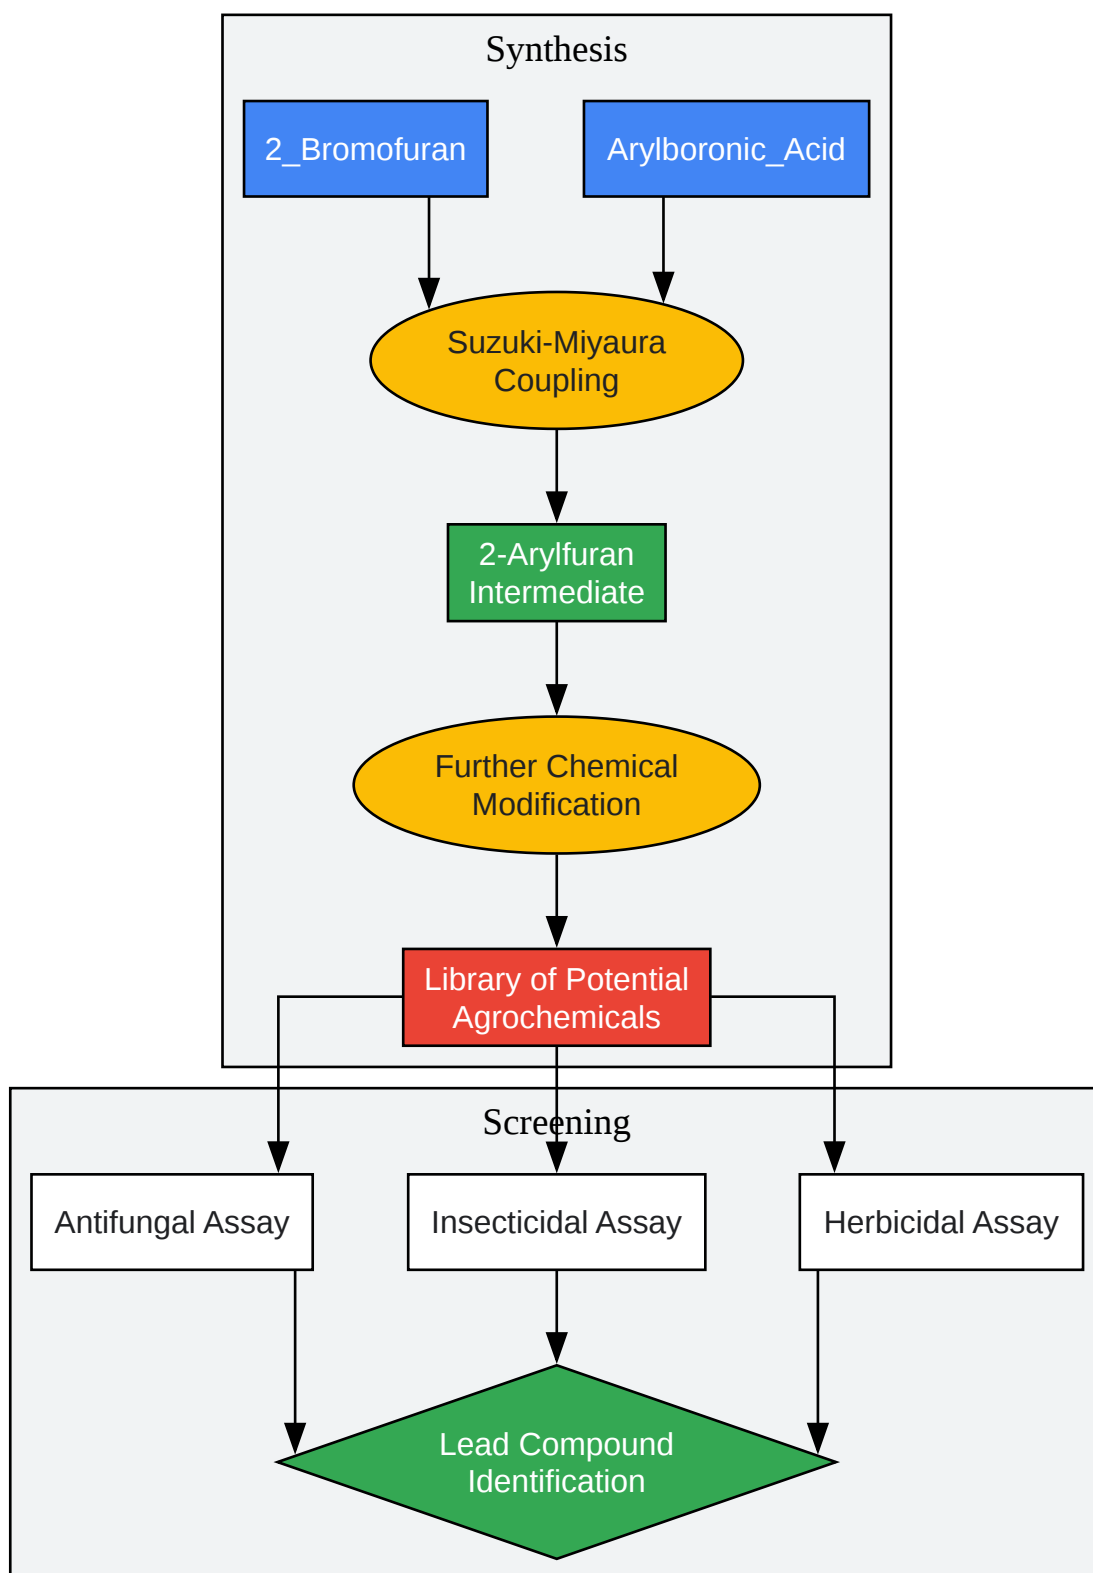 Synthesis
2_Bromofuran
Arylboronic_Acid
Suzuki-Miyaura
Coupling
2-Arylfuran
Intermediate
Further Chemical
Modification
Library of Potential
Agrochemicals
Screening
Antifungal Assay
Insecticidal Assay
Herbicidal Assay
Lead Compound
Identification